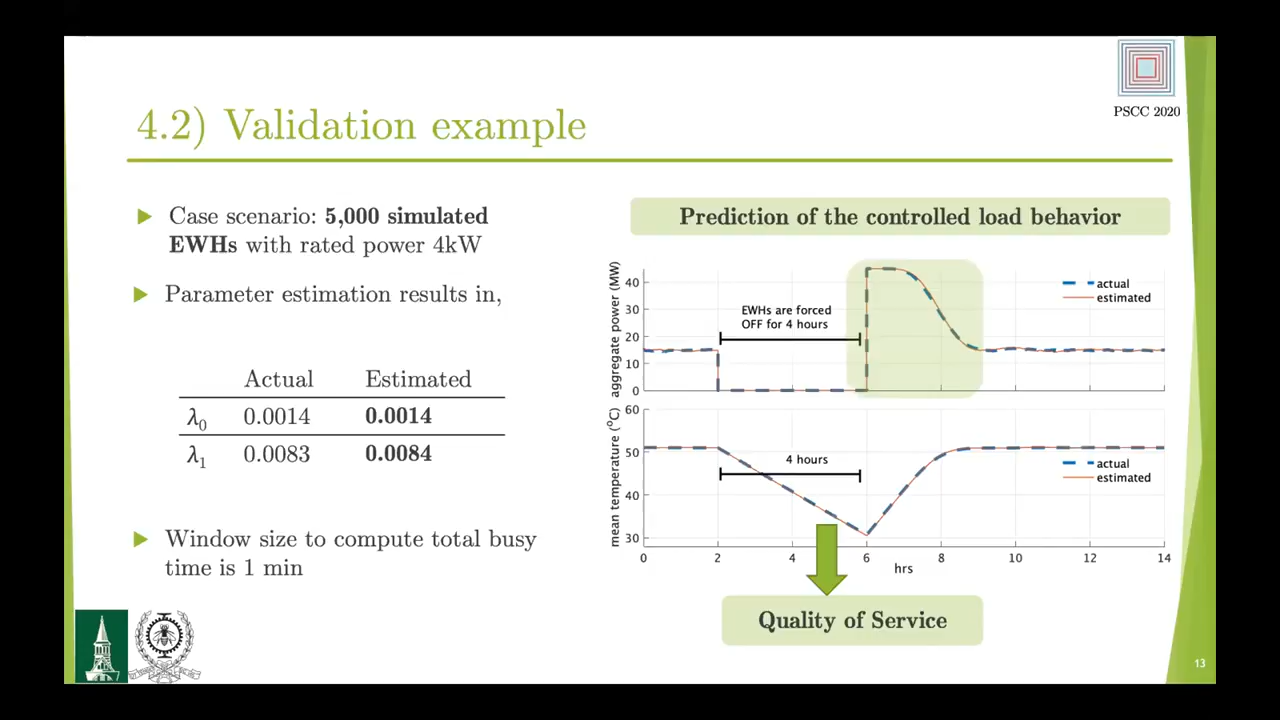 PSCC 2020
4.2) Validation example
Case scenario: 5,000 simulated
EWHs with rated power 4kW
Parameter estimation results in,
Actual Estimated
λ0 0.0014 0.0014
λ1 0.0083 0.0084
Window size to compute total busy
time is 1 min
Prediction of the controlled load behavior
aggregate power (MW)
40
30
20
10
0
EWHs are forced
OFF for 4 hours
actual
estimated
mean temperature (°C)
60
50
40
30
4 hours
actual
estimated
0 2 4 6 8 10 12 14
hrs
Quality of Service
13